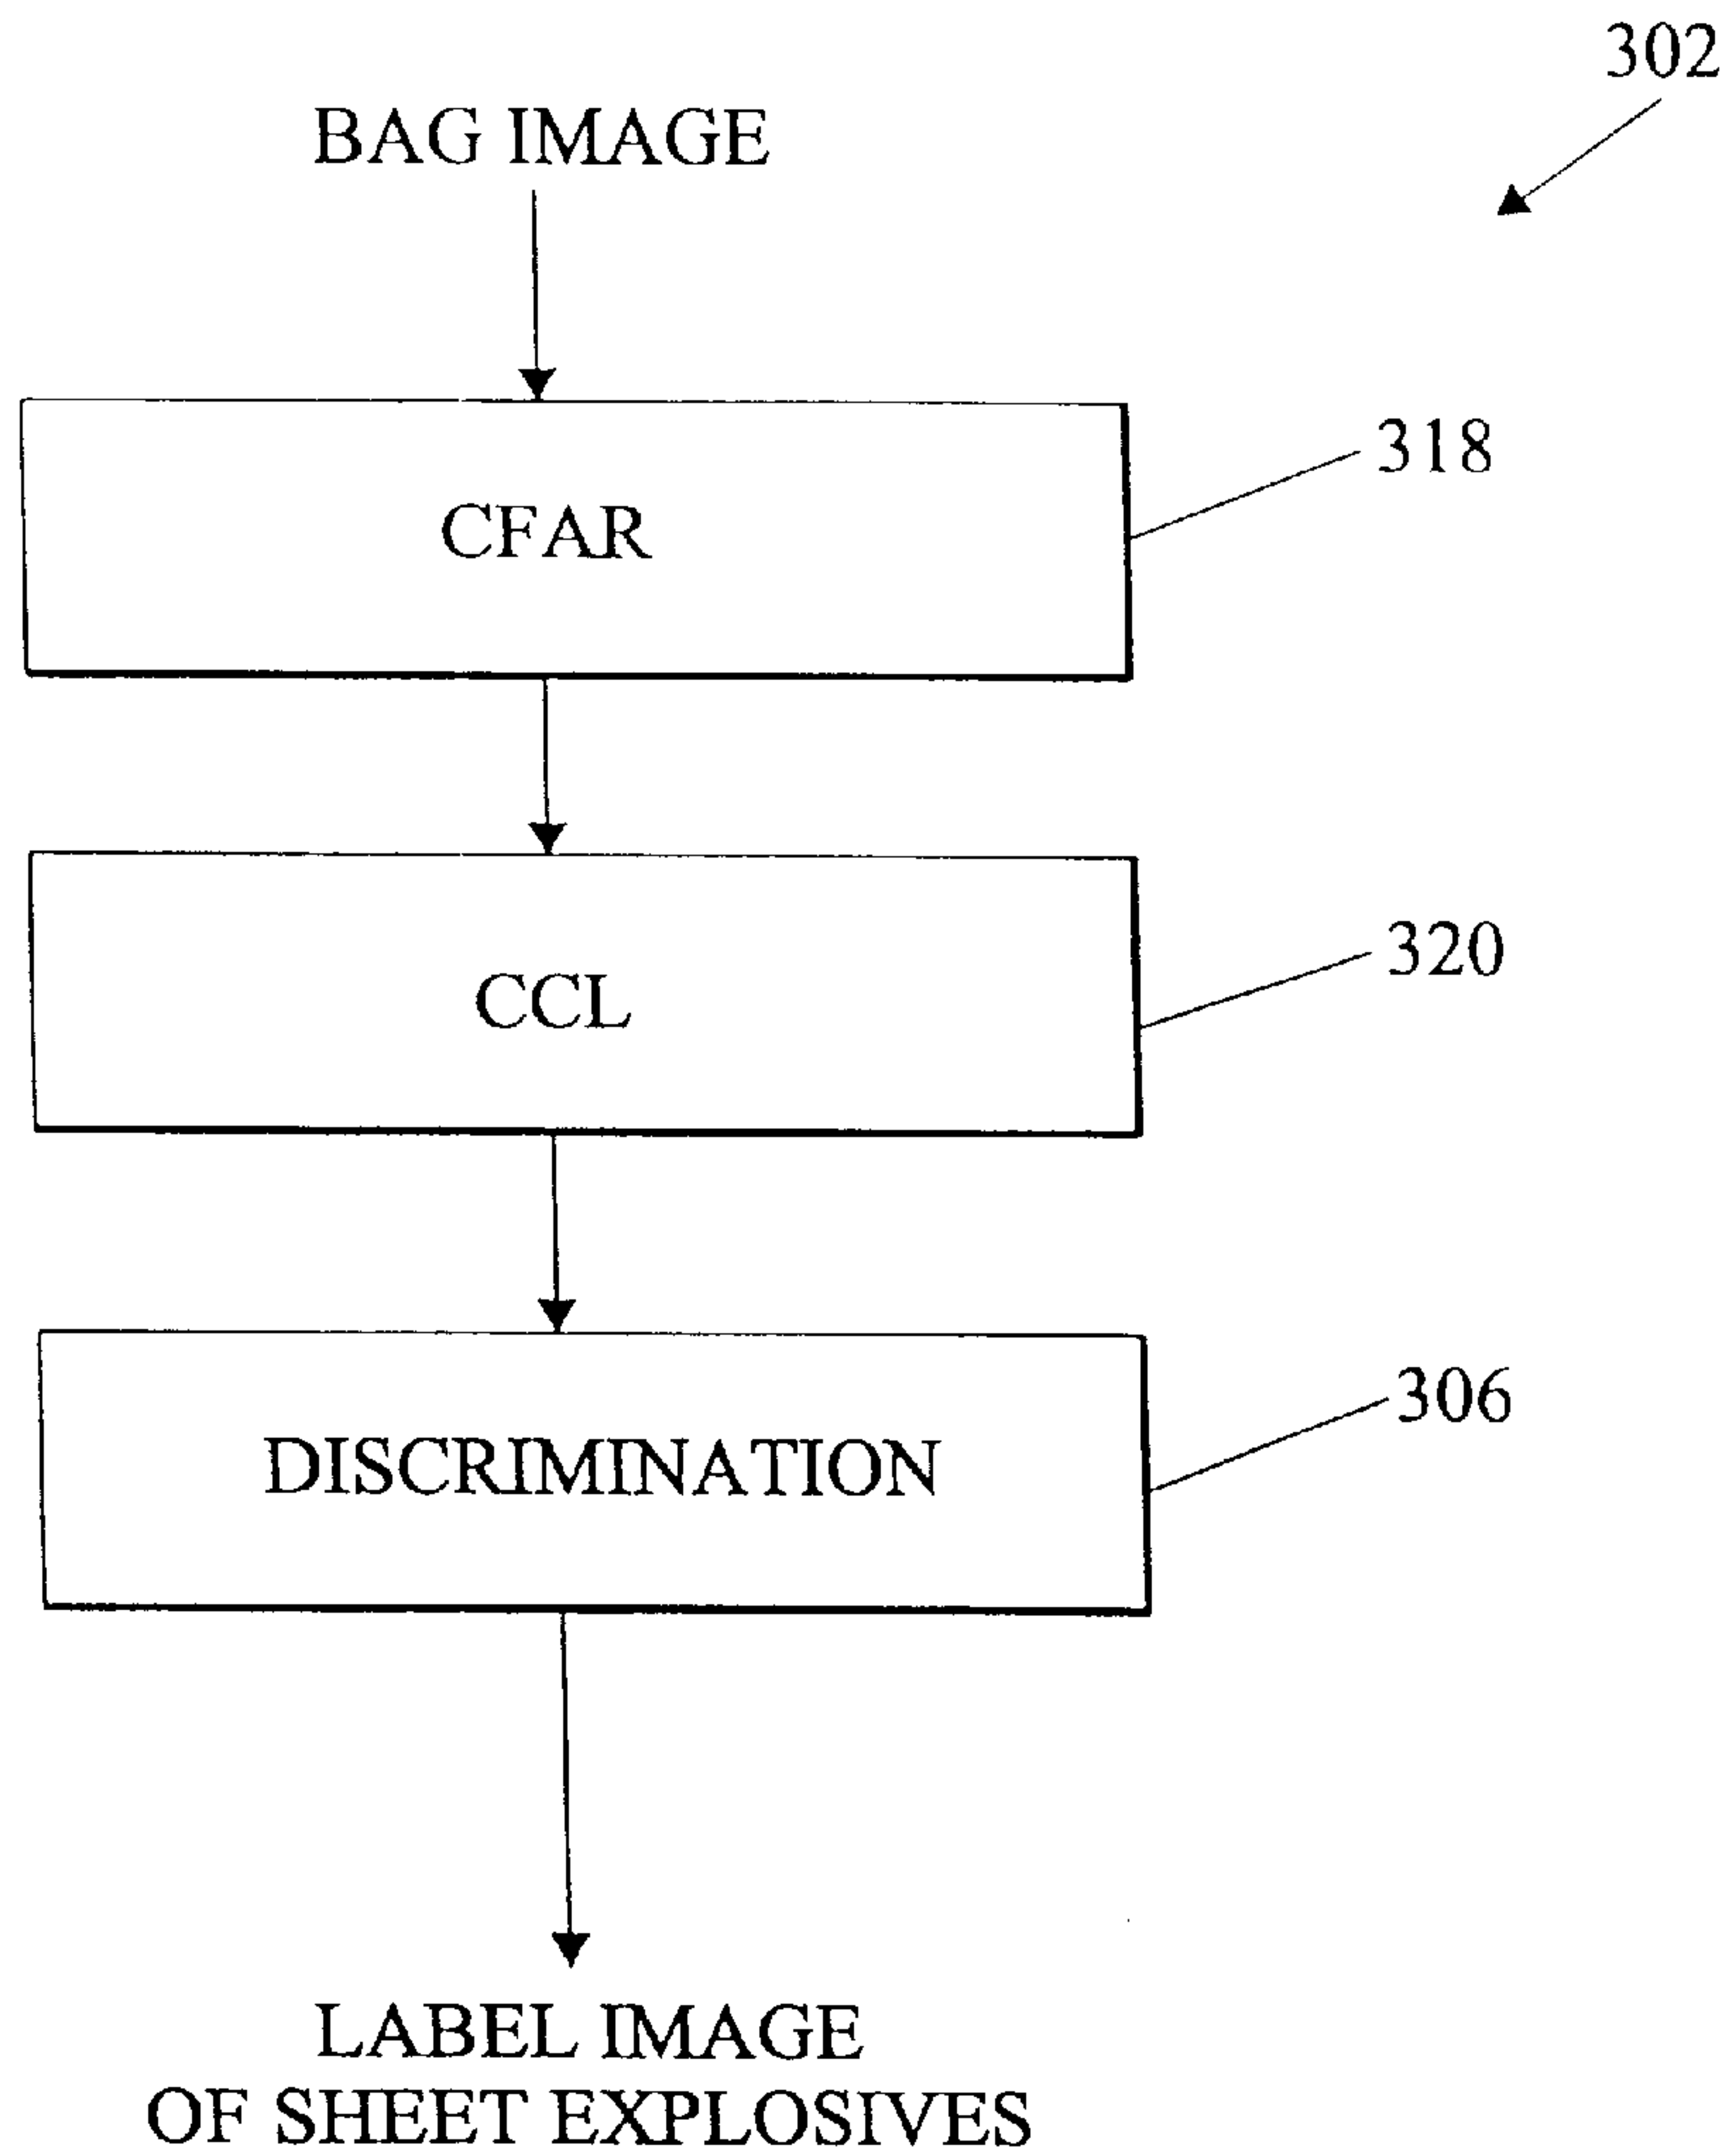 302
BAG IMAGE
CFAR
318
CCL
320
DISCRIMINATION
306
LABEL IMAGE
OF SHEET EXPLOSIVES